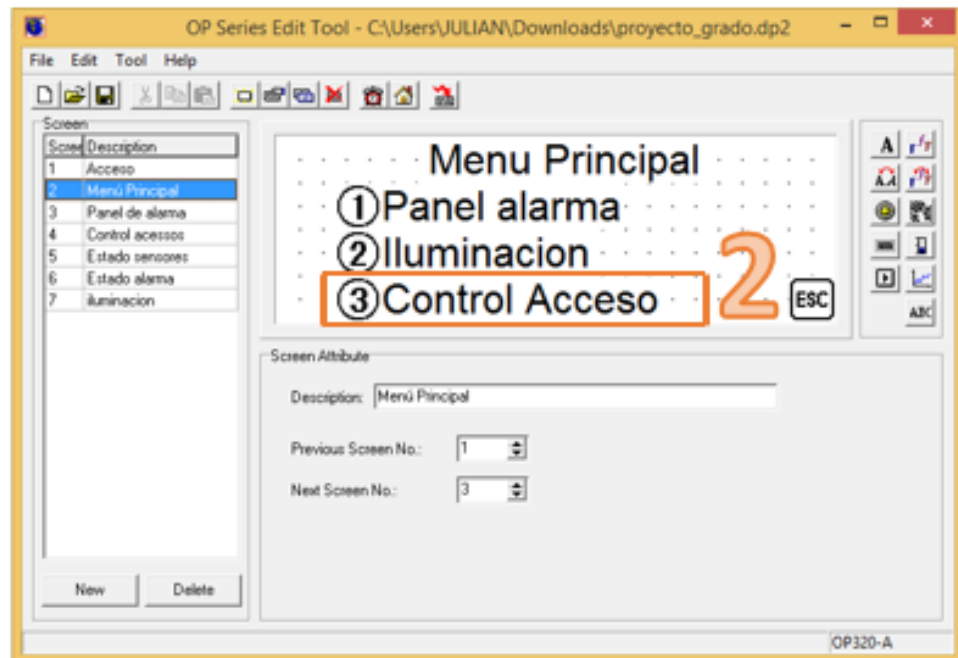 OP Series Edit Tool - C:\Users\JULIAN\Downloads\proyecto_grado.dp2
File Edit Tool Help
Screen
Scree Description
1 Acceso
2 Menú Principal
3 Panel de alarma
4 Control acessos
5 Estado sensores
6 Estado alarma
7 iluminacion
New Delete
Menu Principal
①Panel alarma
②Iluminacion
③Control Acceso
2
ESC
A
ABC
Screen Attribute
Description: Menú Principal
Previous Screen No.: 1
Next Screen No.: 3
OP320-A